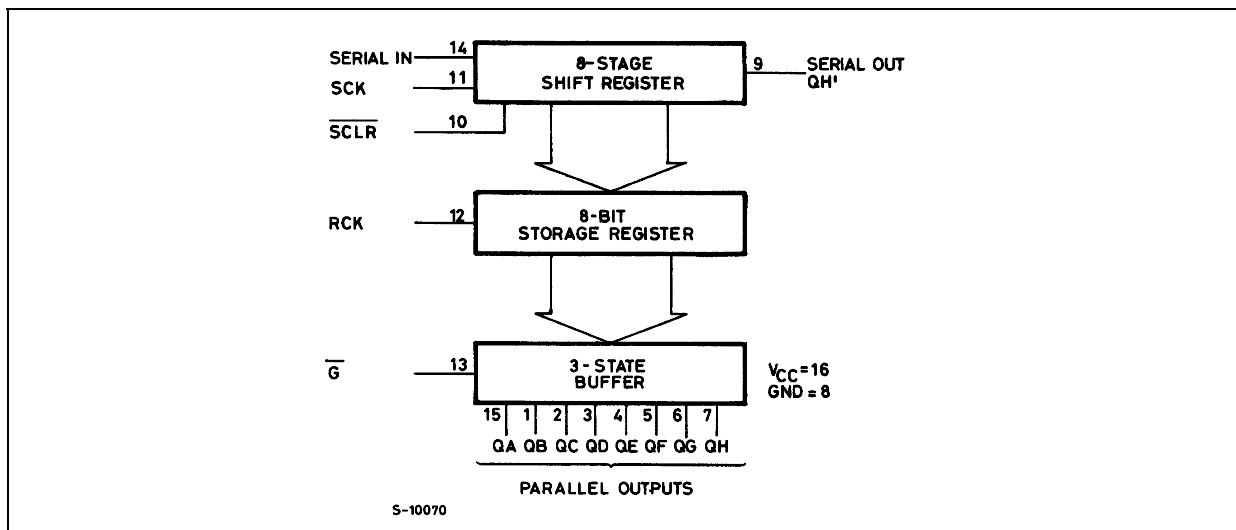 SERIAL IN 14
8-STAGE
SHIFT REGISTER
9 SERIAL OUT
QH'
SCK 11
SCLR 10
RCK 12
8-BIT
STORAGE REGISTER
G 13
3-STATE
BUFFER
VCC=16
GND=8
15 1 2 3 4 5 6 7
QA QB QC QD QE QF QG QH
PARALLEL OUTPUTS
S-10070